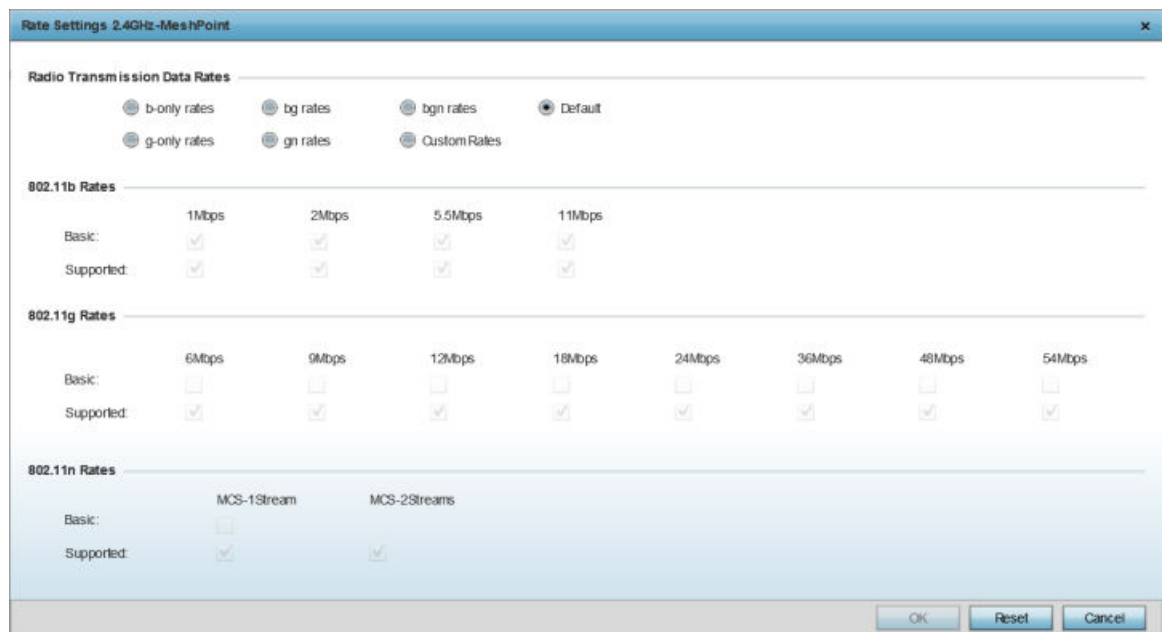 Rate Settings 2.4GHz-MeshPoint
Radio Transmission Data Rates
b-only rates bg rates bgn rates Default
g-only rates gn rates Custom Rates
802.11b Rates
1Mbps 2Mbps 5.5Mbps 11Mbps
Basic:
Supported:
802.11g Rates
6Mbps 9Mbps 12Mbps 18Mbps 24Mbps 36Mbps 48Mbps 54Mbps
Basic:
Supported:
802.11n Rates
MCS-1Stream MCS-2Streams
Basic:
Supported:
OK Reset Cancel